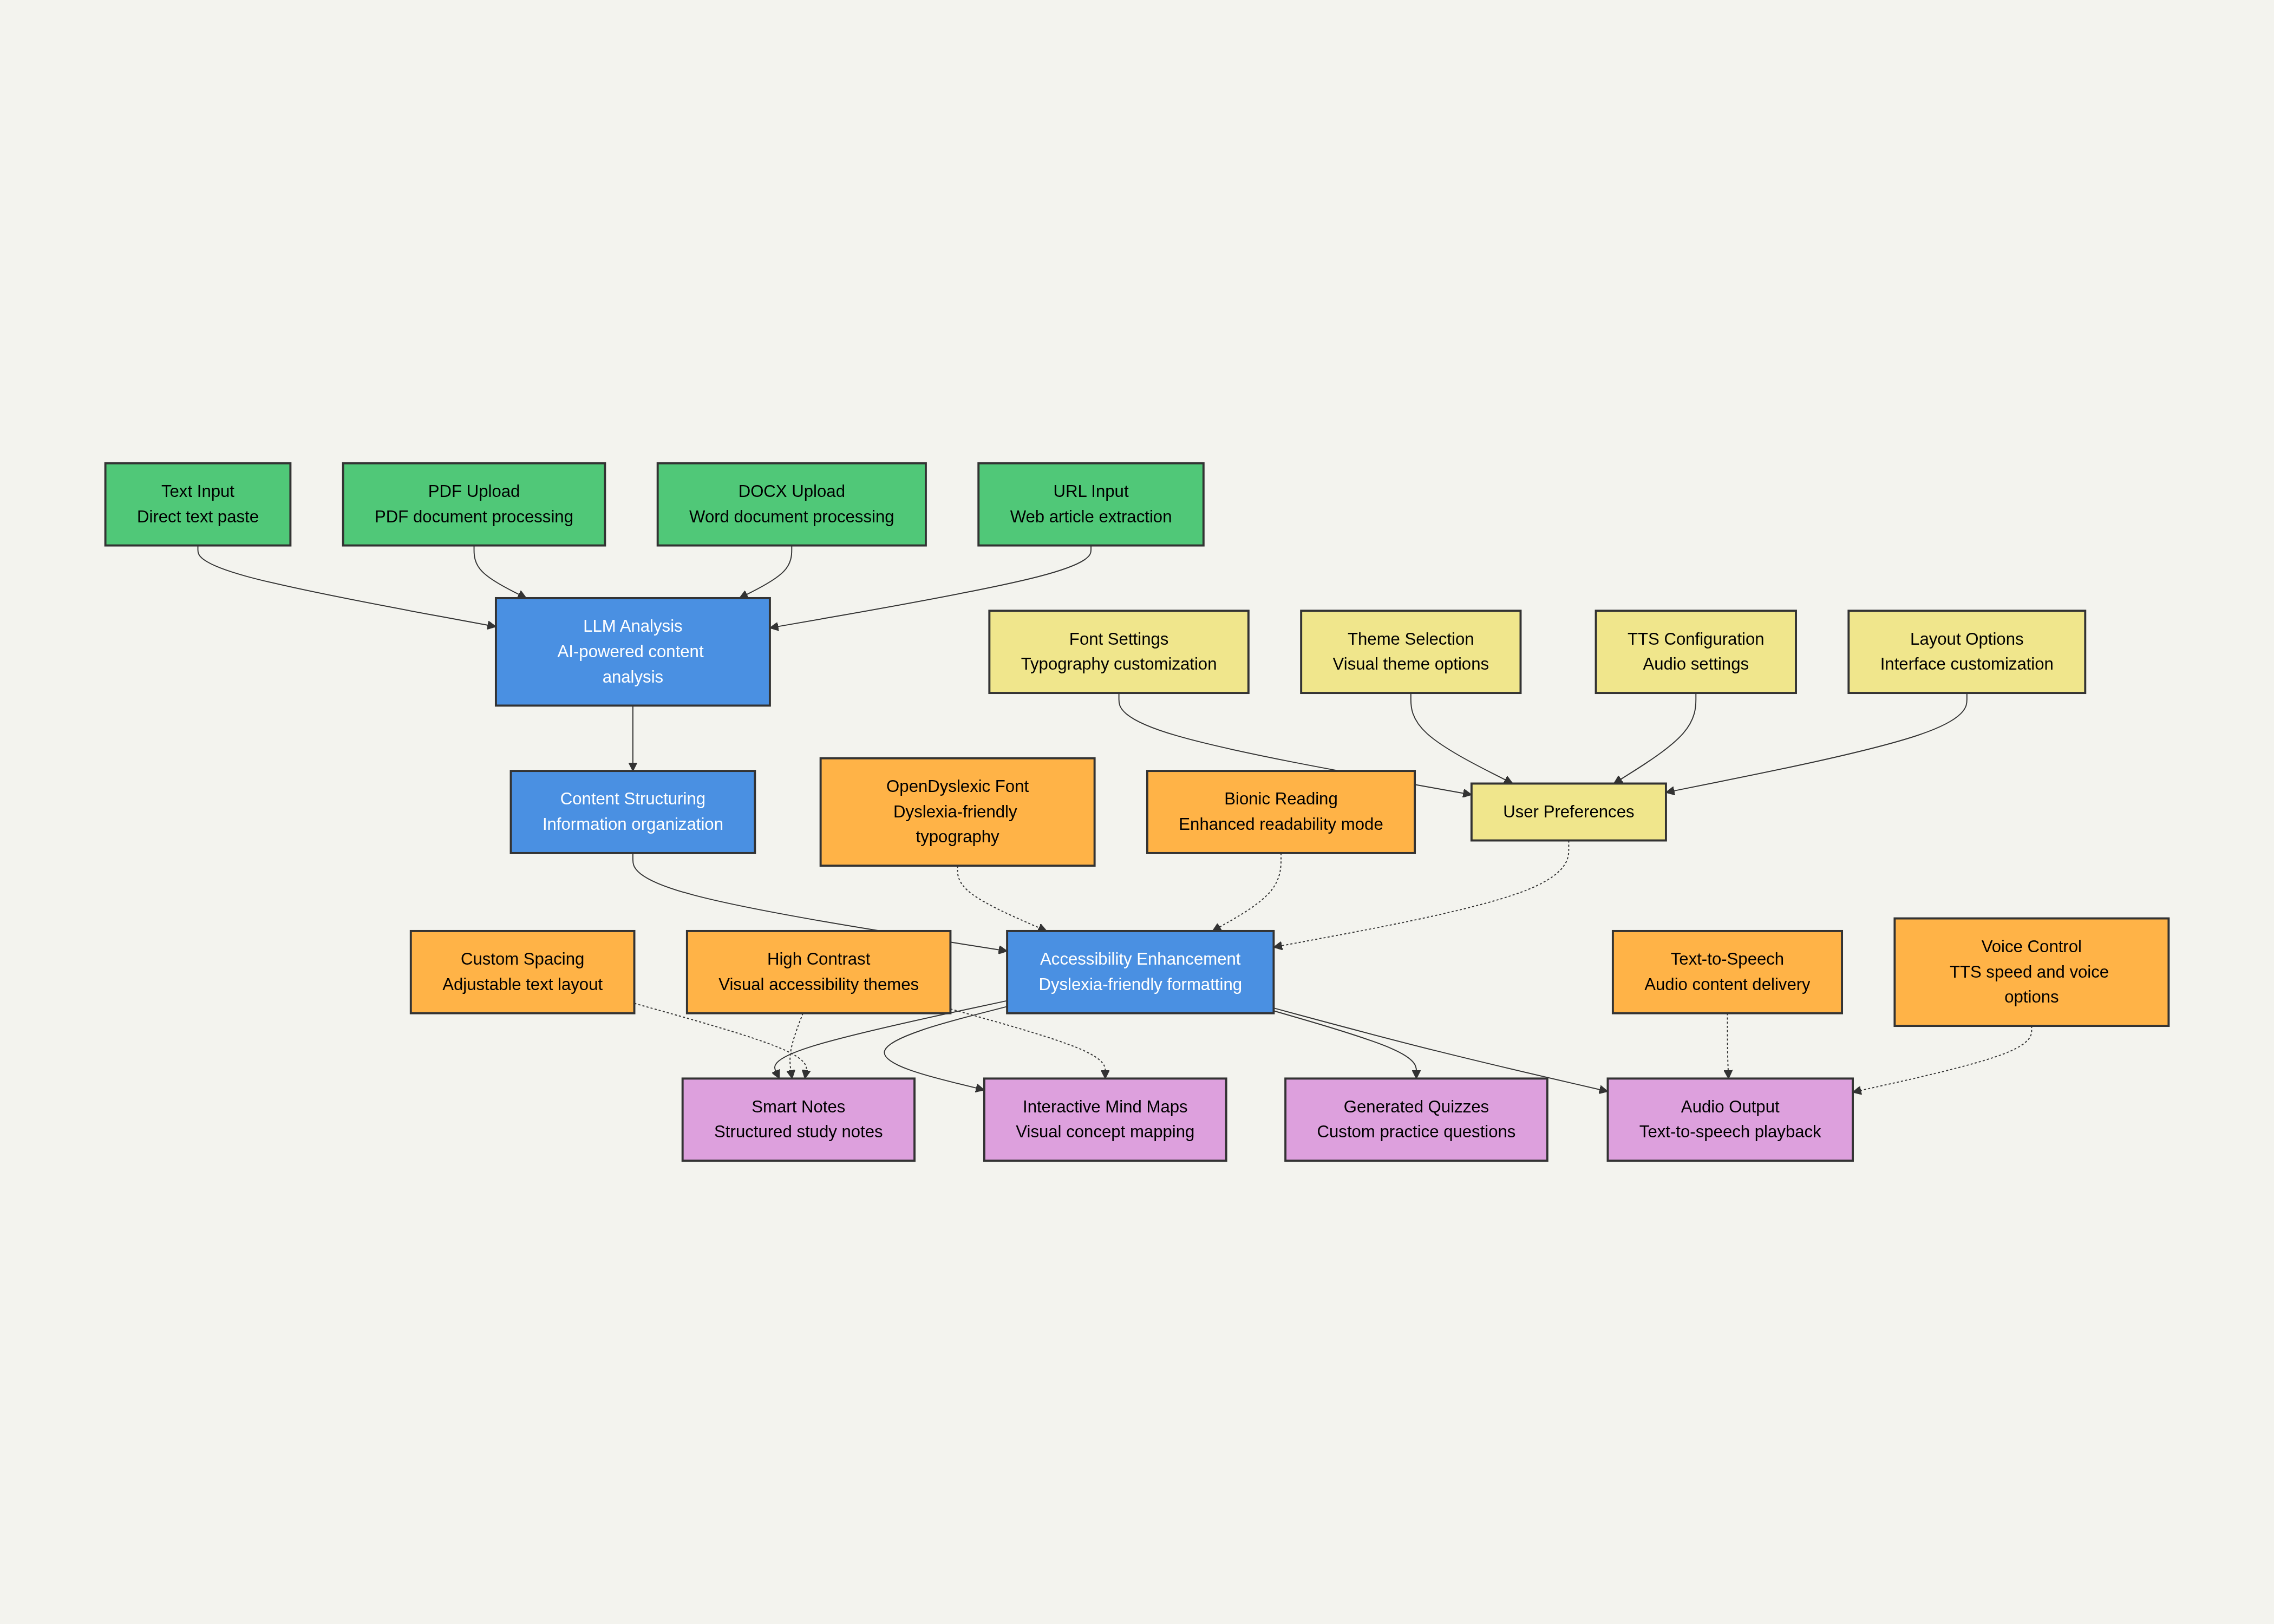 Text Input
Direct text paste
PDF Upload
PDF document processing
DOCX Upload
Word document processing
URL Input
Web article extraction
LLM Analysis
AI-powered content
analysis
Font Settings
Typography customization
Theme Selection
Visual theme options
TTS Configuration
Audio settings
Layout Options
Interface customization
Content Structuring
Information organization
OpenDyslexic Font
Dyslexia-friendly
typography
Bionic Reading
Enhanced readability mode
User Preferences
Custom Spacing
Adjustable text layout
High Contrast
Visual accessibility themes
Accessibility Enhancement
Dyslexia-friendly formatting
Text-to-Speech
Audio content delivery
Voice Control
TTS speed and voice
options
Smart Notes
Structured study notes
Interactive Mind Maps
Visual concept mapping
Generated Quizzes
Custom practice questions
Audio Output
Text-to-speech playback